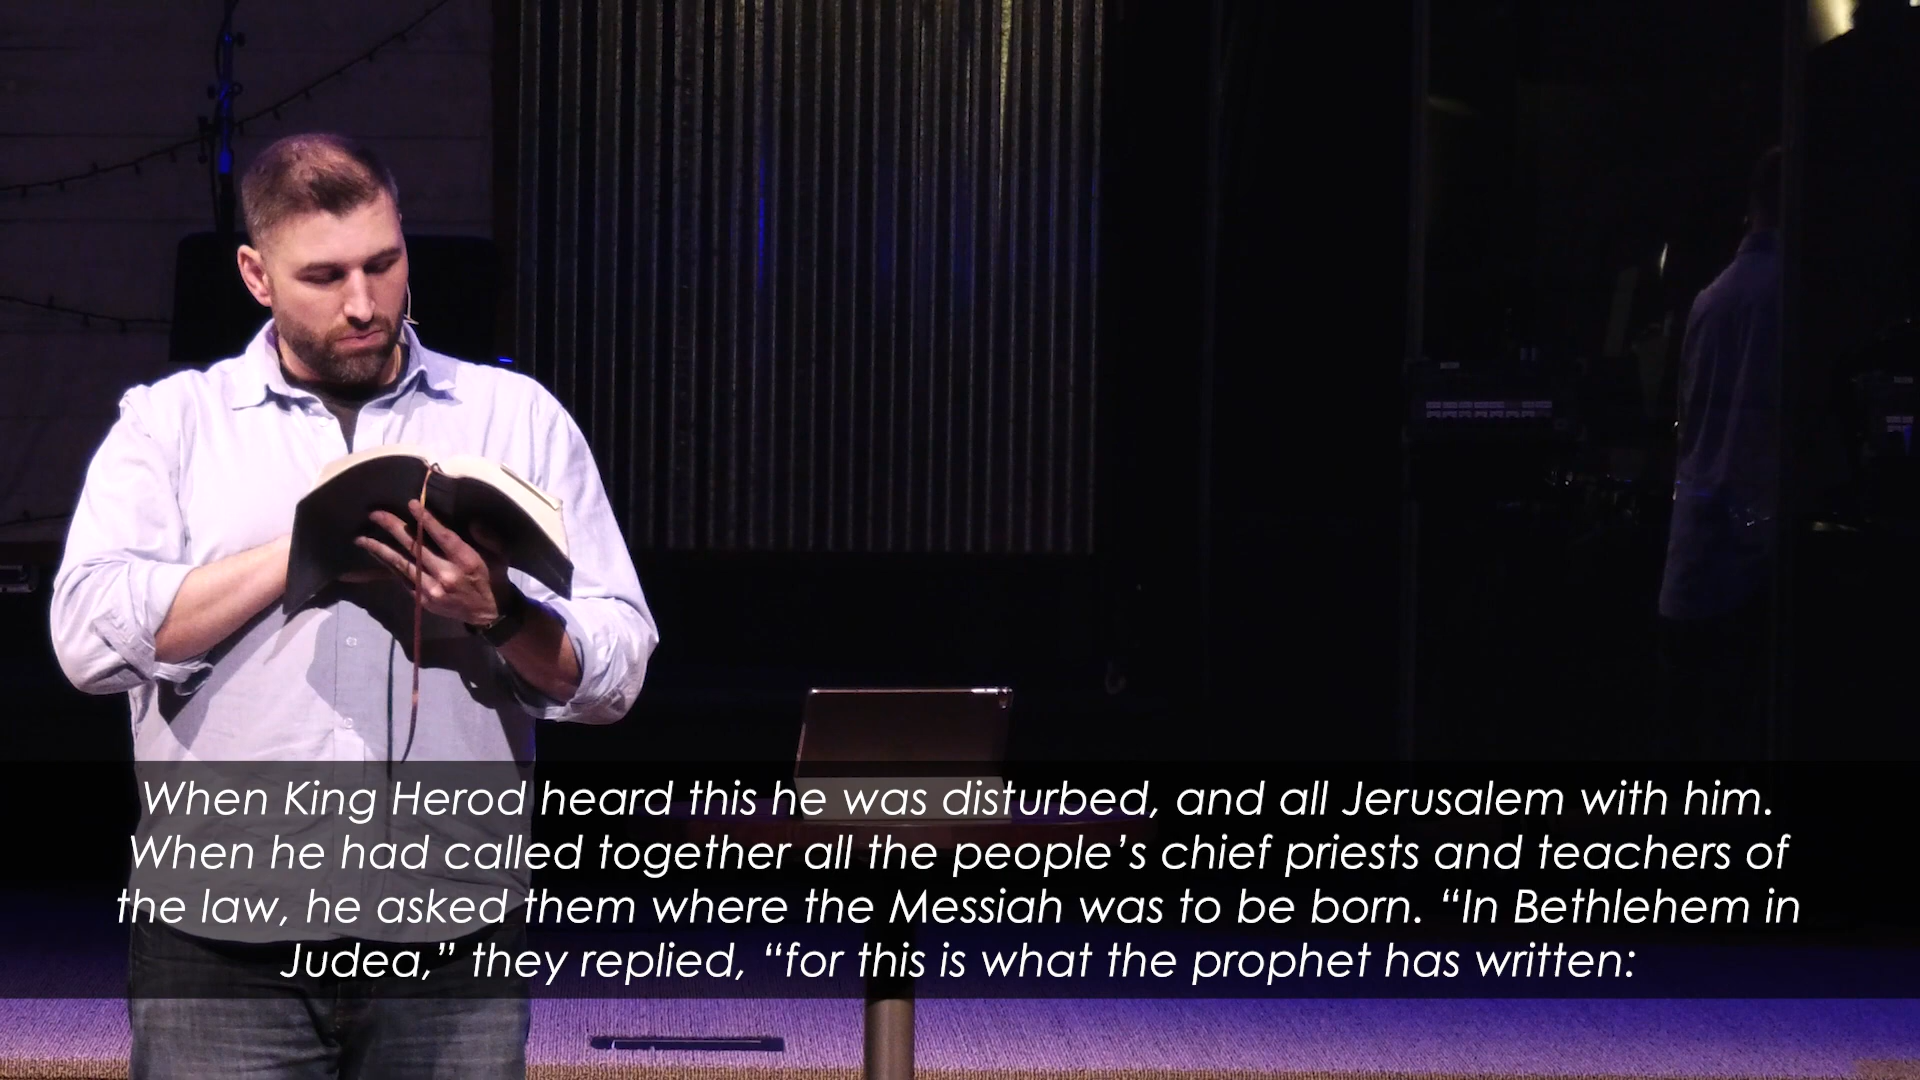 When King Herod heard this he was disturbed, and all Jerusalem with him.
When he had called together all the people’s chief priests and teachers of
the law, he asked them where the Messiah was to be born. “In Bethlehem in
Judea,” they replied, “for this is what the prophet has written: